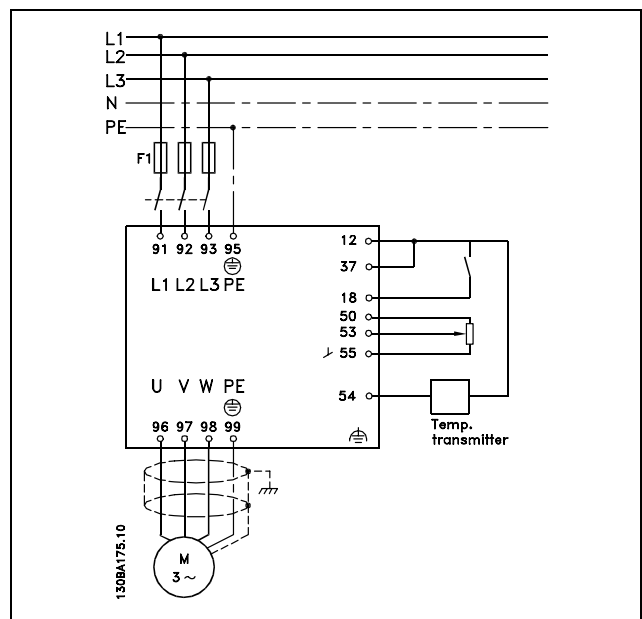 L1
L2
L3
N
PE
F1
91 92 93 95
L1 L2 L3 PE
12
37
18
50
53
55
54
U V W PE
96 97 98 99
Temp.
transmitter
M
3 ~
130BA175.10